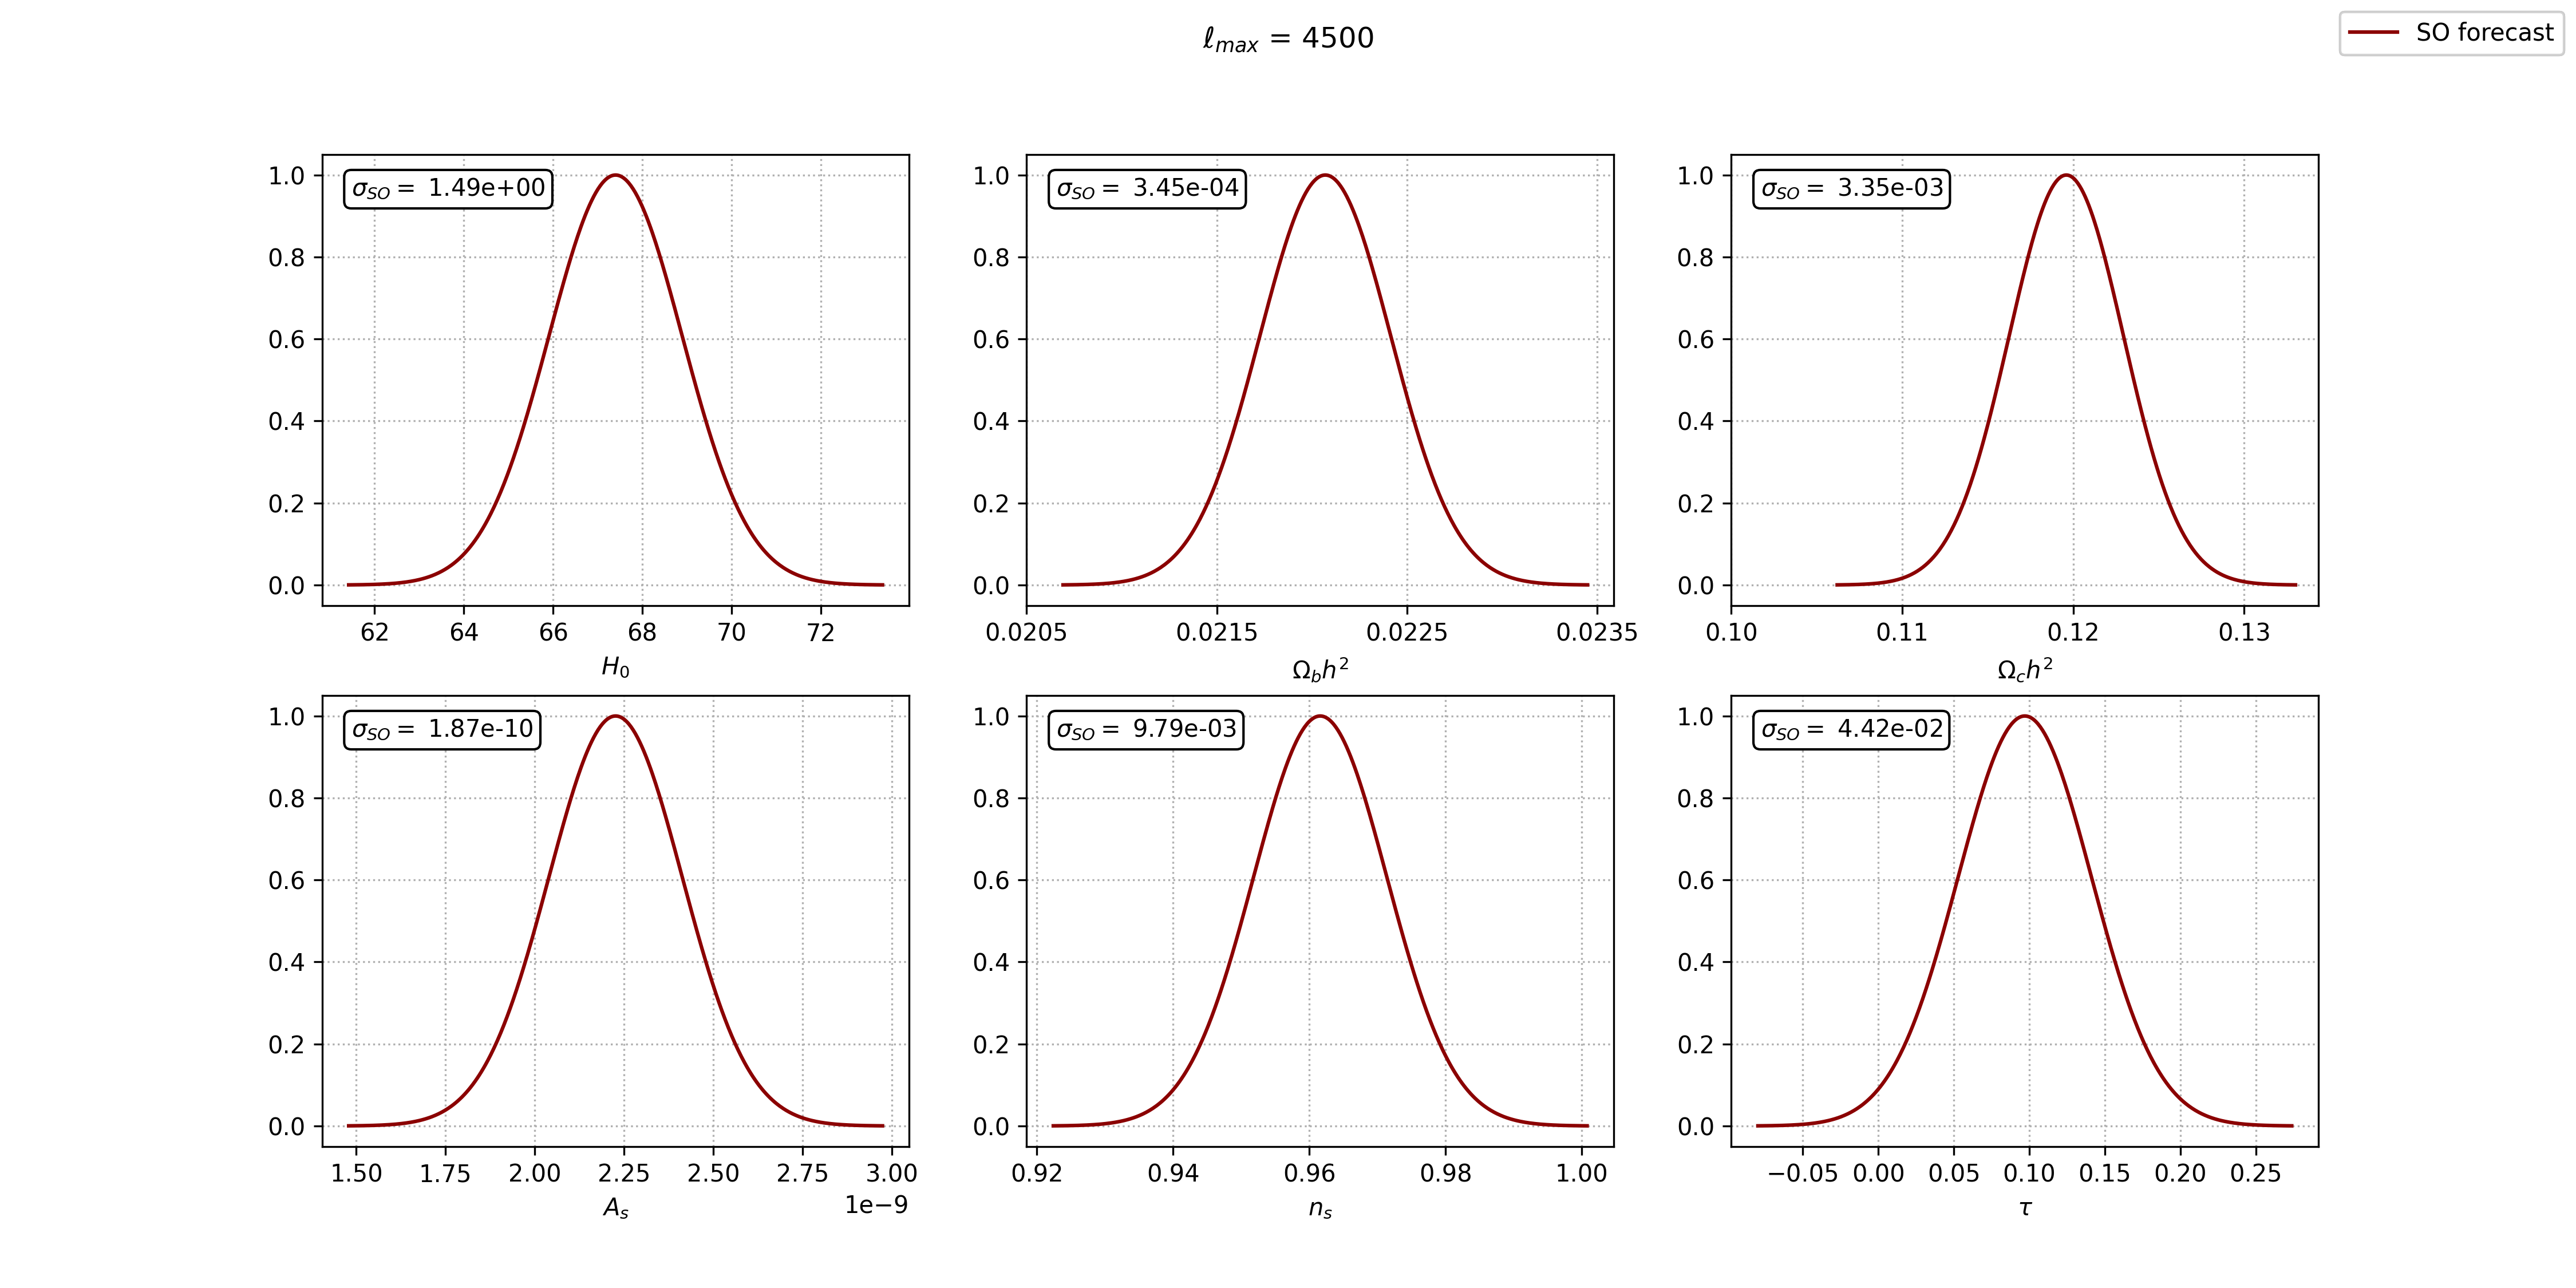 ℓmax = 4500
SO forecast
σSO = 1.49e+00
1.0
0.8
0.6
0.4
0.2
0.0
62 64 66 68 70 72
H0
σSO = 3.45e-04
1.0
0.8
0.6
0.4
0.2
0.0
0.0205 0.0215 0.0225 0.0235
Ωbh²
σSO = 3.35e-03
1.0
0.8
0.6
0.4
0.2
0.0
0.10 0.11 0.12 0.13
Ωch²
σSO = 1.87e-10
1.0
0.8
0.6
0.4
0.2
0.0
1.50 1.75 2.00 2.25 2.50 2.75 3.00
As
1e−9
σSO = 9.79e-03
1.0
0.8
0.6
0.4
0.2
0.0
0.92 0.94 0.96 0.98 1.00
ns
σSO = 4.42e-02
1.0
0.8
0.6
0.4
0.2
0.0
−0.05 0.00 0.05 0.10 0.15 0.20 0.25
τ